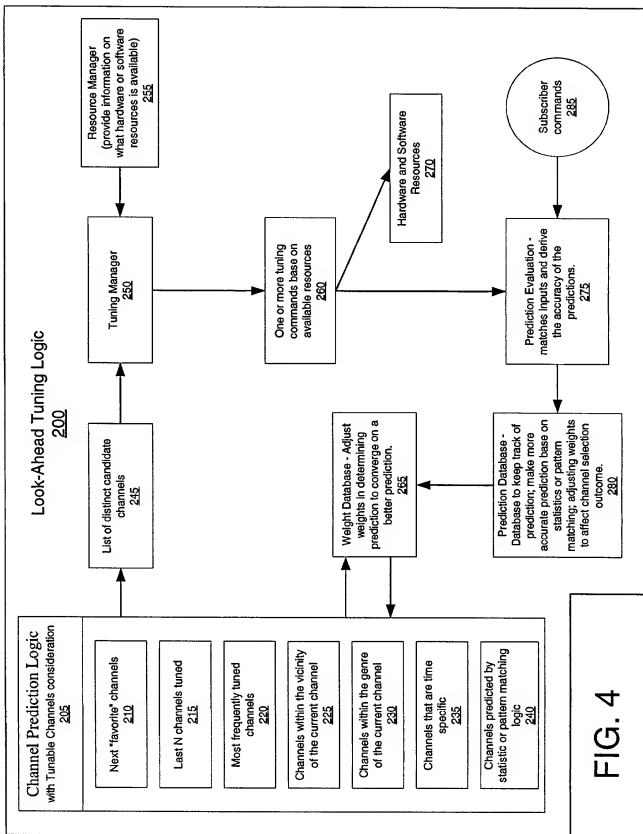 Look-Ahead Tuning Logic
200
Channel Prediction Logic
with Tunable Channels consideration
205
Next "favorite" channels
210
Last N channels tuned
215
Most frequently tuned
channels
220
Channels within the vicinity
of the current channel
225
Channels within the genre
of the current channel
230
Channels that are time
specific
235
Channels predicted by
statistic or pattern matching
logic
240
List of distinct candidate
channels
245
Tuning Manager
250
Resource Manager
(provide information on
what hardware or software
resources is available)
255
One or more tuning
commands base on
available resources
260
Weight Database - Adjust
weights in determining
prediction to converge on a
better prediction.
265
Hardware and Software
Resources
270
Prediction Evaluation -
matches Inputs and derive
the accuracy of the
predictions.
275
Prediction Database -
Database to keep track of
prediction; make more
accurate prediction base on
statistics or pattern
matching; adjusting weights
to affect channel selection
outcome.
280
Subscriber
commands
285
FIG. 4